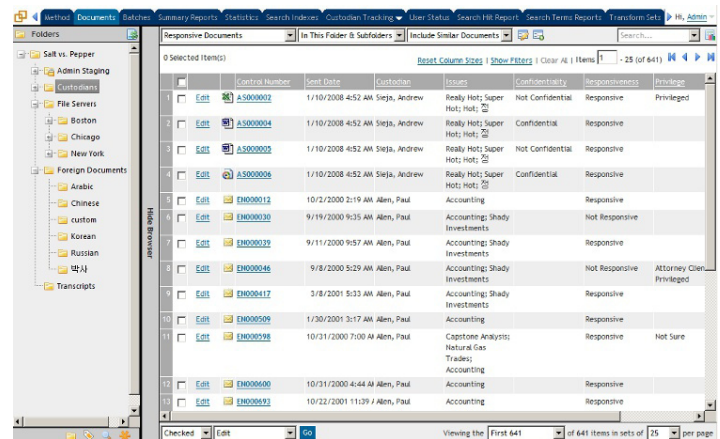 Method Documents Batches Summary Reports Statistics Search Indexes Custodian Tracking User Status Search Hit Report Search Terms Reports Transform Sets Hi, Admin
Folders
Responsive Documents In This Folder & Subfolders Include Similar Documents Search...
Salt vs. Pepper
Admin Staging
Custodians
File Servers
Boston
Chicago
New York
Foreign Documents
Arabic
Chinese
custom
Korean
Russian
박사
Transcripts
Hide Browser
0 Selected Item(s)
Reset Column Sizes | Show Filters | Clear All | Items 1 - 25 (of 641)
Control Number Sent Date Custodian Issues Confidentiality Responsiveness Privilege
1 Edit AS000002 1/10/2008 4:52 AM Sieja, Andrew Really Hot; Super Not Confidential Responsive Privileged
Hot; Hot; 점
2 Edit AS000004 1/10/2008 4:52 AM Sieja, Andrew Really Hot; Super Confidential Responsive
Hot; Hot; 점
3 Edit AS000005 1/10/2008 4:52 AM Sieja, Andrew Really Hot; Super Not Confidential Responsive
Hot; Hot; 점
4 Edit AS000006 1/10/2008 4:52 AM Sieja, Andrew Really Hot; Super Confidential Responsive
Hot; Hot; 점
5 Edit EN000012 10/2/2000 2:19 AM Allen, Paul Accounting Responsive
6 Edit EN000030 9/19/2000 9:35 AM Allen, Paul Accounting; Shady Not Responsive
Investments
7 Edit EN000039 9/11/2000 9:57 AM Allen, Paul Accounting; Shady Responsive
Investments
8 Edit EN000046 9/8/2000 5:29 AM Allen, Paul Accounting; Shady Not Responsive Attorney Clien
Investments Privileged
9 Edit EN000417 3/8/2001 5:33 AM Allen, Paul Accounting; Shady Responsive
Investments
10 Edit EN000509 1/30/2001 3:17 AM Allen, Paul Accounting Responsive
11 Edit EN000598 10/31/2000 7:00 AM Allen, Paul Capstone Analysis; Responsive Not Sure
Natural Gas
Trades;
Accounting
12 Edit EN000600 10/31/2000 4:44 AM Allen, Paul Accounting Responsive
13 Edit EN000693 10/22/2001 11:39 A Allen, Paul Accounting Responsive
Checked Edit Go Viewing the First 641 of 641 items in sets of 25 per page